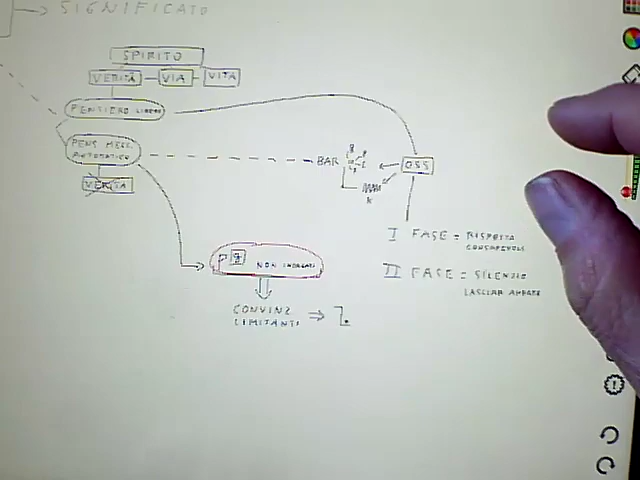 SIGNIFICATO
SPIRITO
VERITÀ VIA VITA
PENSIERO LIBERO
PENS MECC.
AUTOMATICO
VERITÀ
BAR
OSS
K
I FASE = RISPOSTA
CONSAPEVOLE
II FASE = SILENZIO
LASCIAR ANDARE
NON INDAGATI
CONVINZ
LIMITANTI